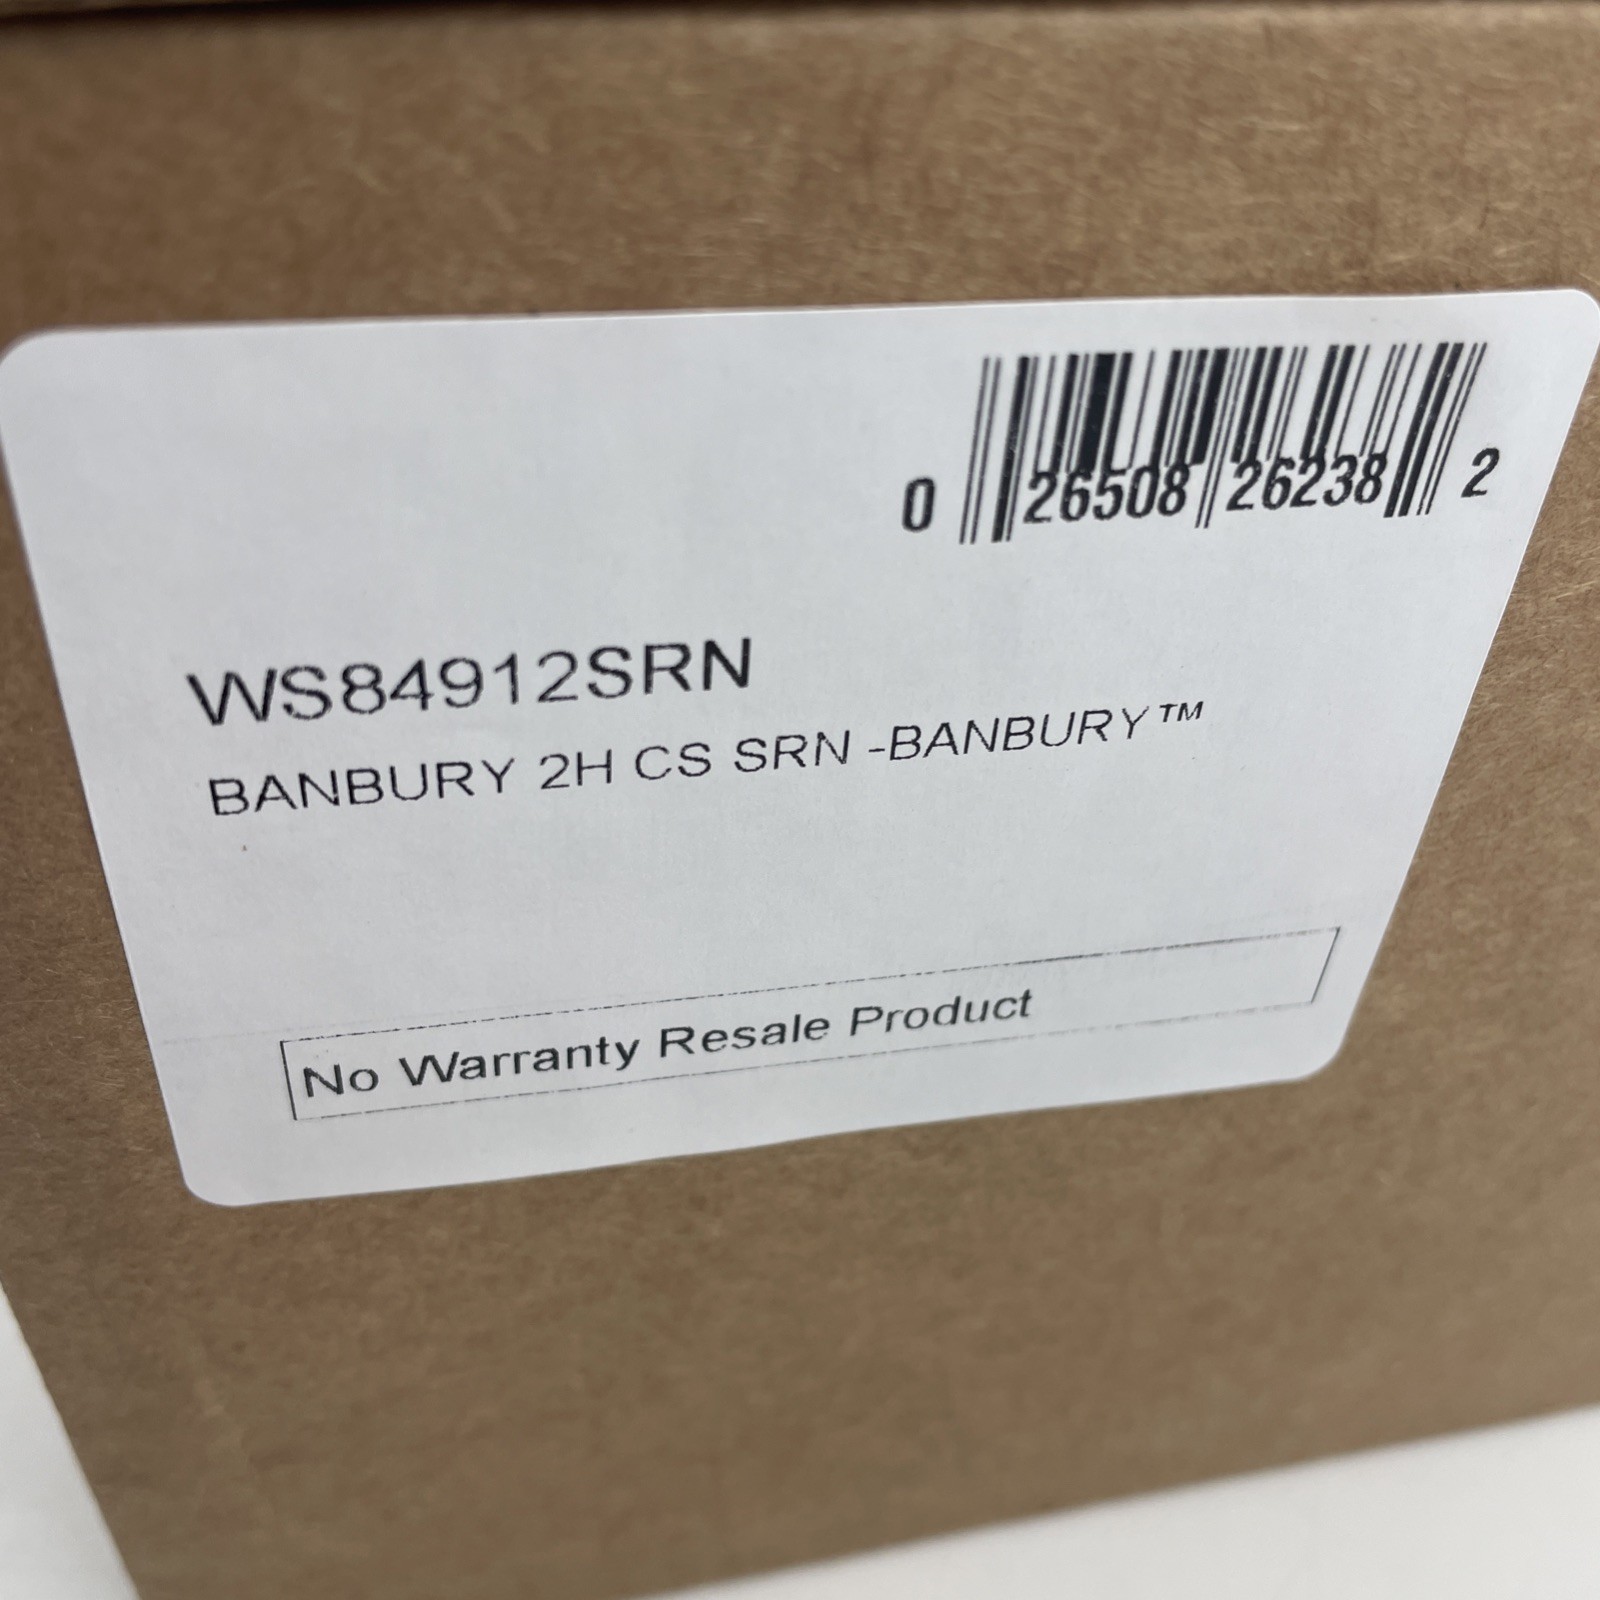 0 26508 26238 2
WS84912SRN
BANBURY 2H CS SRN -BANBURY™
No Warranty Resale Product